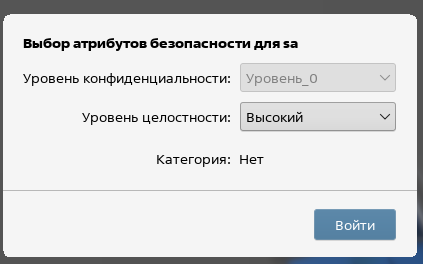 Выбор атрибутов безопасности для sa
Уровень конфиденциальности: Уровень_0
Уровень целостности: Высокий
Категория: Нет
Войти